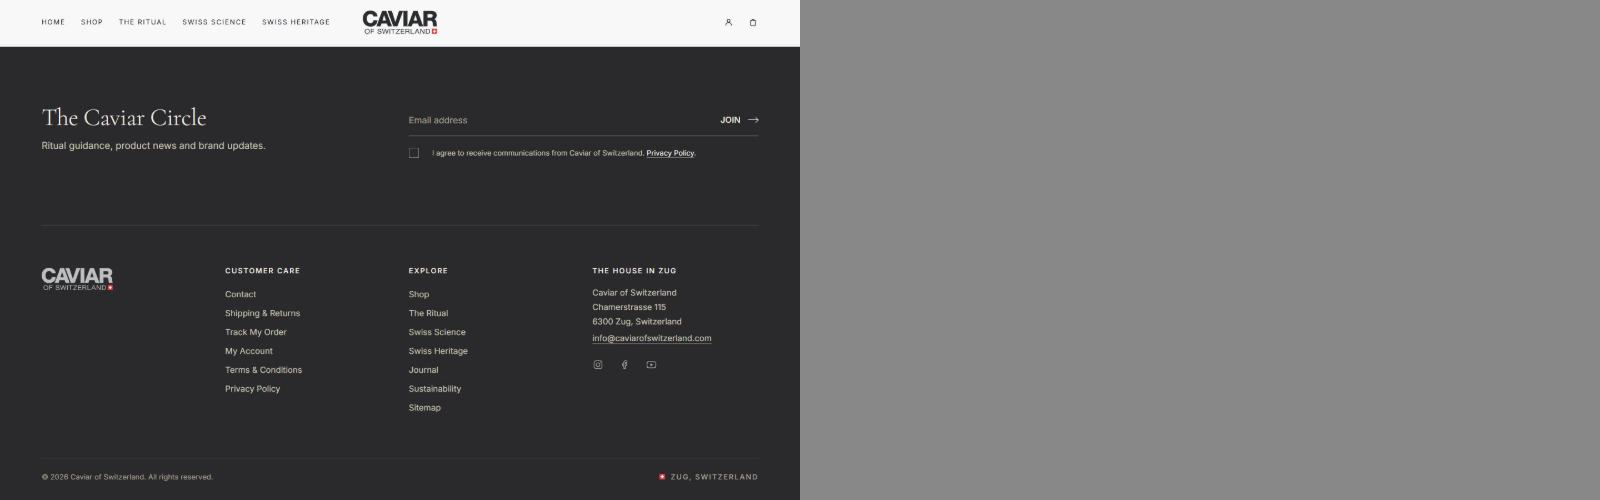 HOME SHOP THE RITUAL SWISS SCIENCE SWISS HERITAGE
CAVIAR
OF SWITZERLAND
The Caviar Circle
Ritual guidance, product news and brand updates.
Email address JOIN →
I agree to receive communications from Caviar of Switzerland. Privacy Policy.
CAVIAR
OF SWITZERLAND
CUSTOMER CARE
Contact
Shipping & Returns
Track My Order
My Account
Terms & Conditions
Privacy Policy
EXPLORE
Shop
The Ritual
Swiss Science
Swiss Heritage
Journal
Sustainability
Sitemap
THE HOUSE IN ZUG
Caviar of Switzerland
Chamerstrasse 115
6300 Zug, Switzerland
info@caviarofswitzerland.com
© 2026 Caviar of Switzerland. All rights reserved.
ZUG, SWITZERLAND